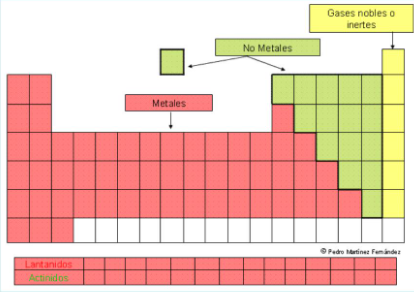 Gases nobles o
inertes
No Metales
Metales
© Pedro Martínez Fernández
Lantanidos
Actínidos